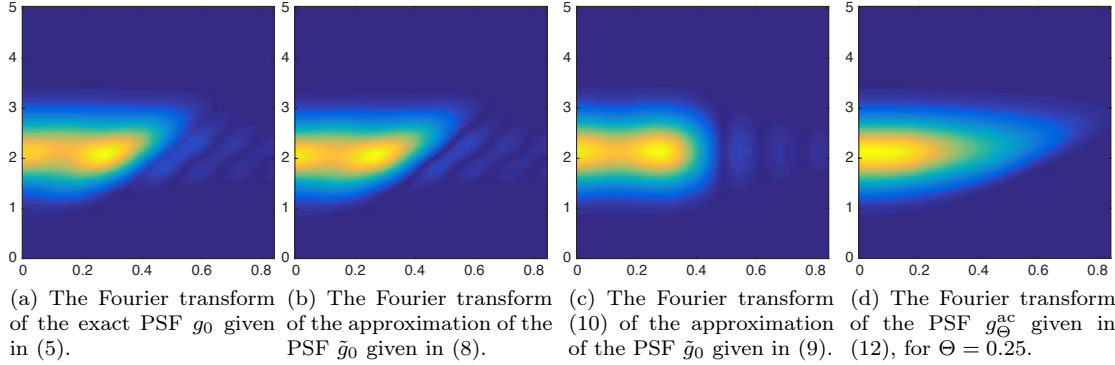 5
4
3
2
1
0
0 0.2 0.4 0.6 0.8
5
4
3
2
1
0
0 0.2 0.4 0.6 0.8
5
4
3
2
1
0
0 0.2 0.4 0.6 0.8
5
4
3
2
1
0
0 0.2 0.4 0.6 0.8
(a) The Fourier transform
of the exact PSF g₀ given
in (5).
(b) The Fourier transform
of the approximation of the
PSF g̃₀ given in (8).
(c) The Fourier transform
(10) of the approximation
of the PSF g̃₀ given in (9).
(d) The Fourier transform
of the PSF g_Θ^ac given in
(12), for Θ = 0.25.